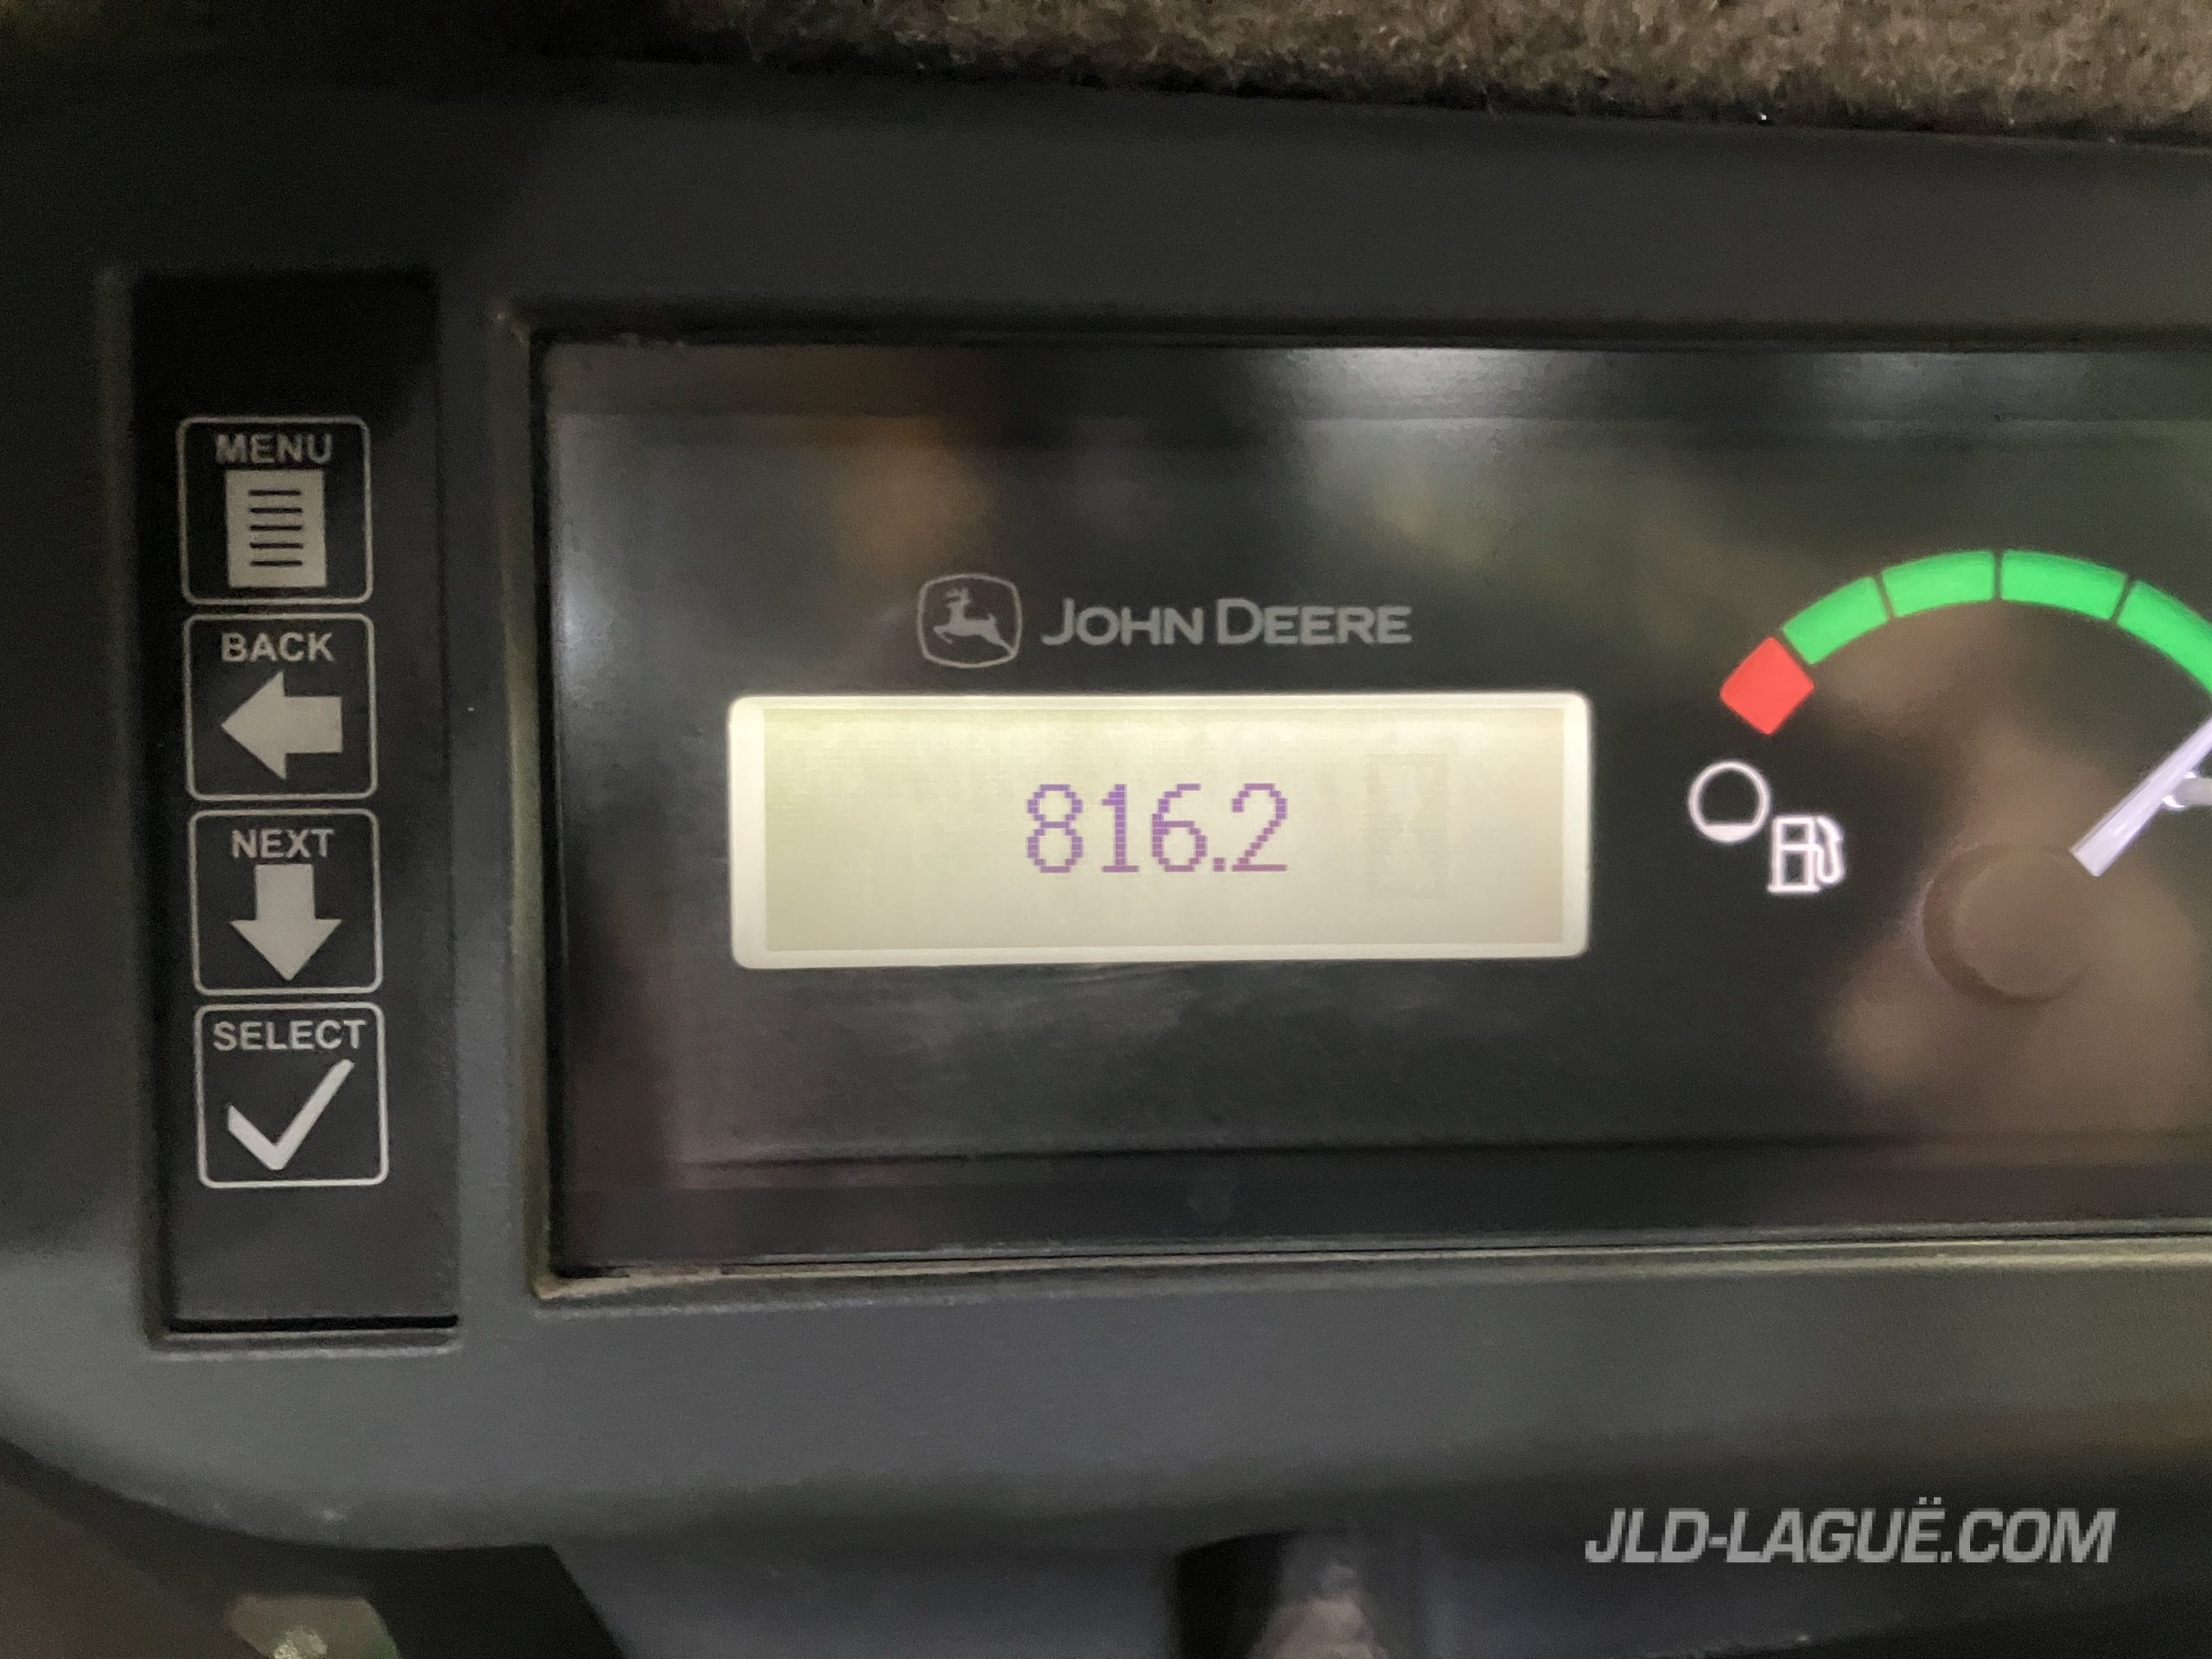 MENU
BACK
NEXT
SELECT
JOHN DEERE
816.2
JLD-LAGUË.COM